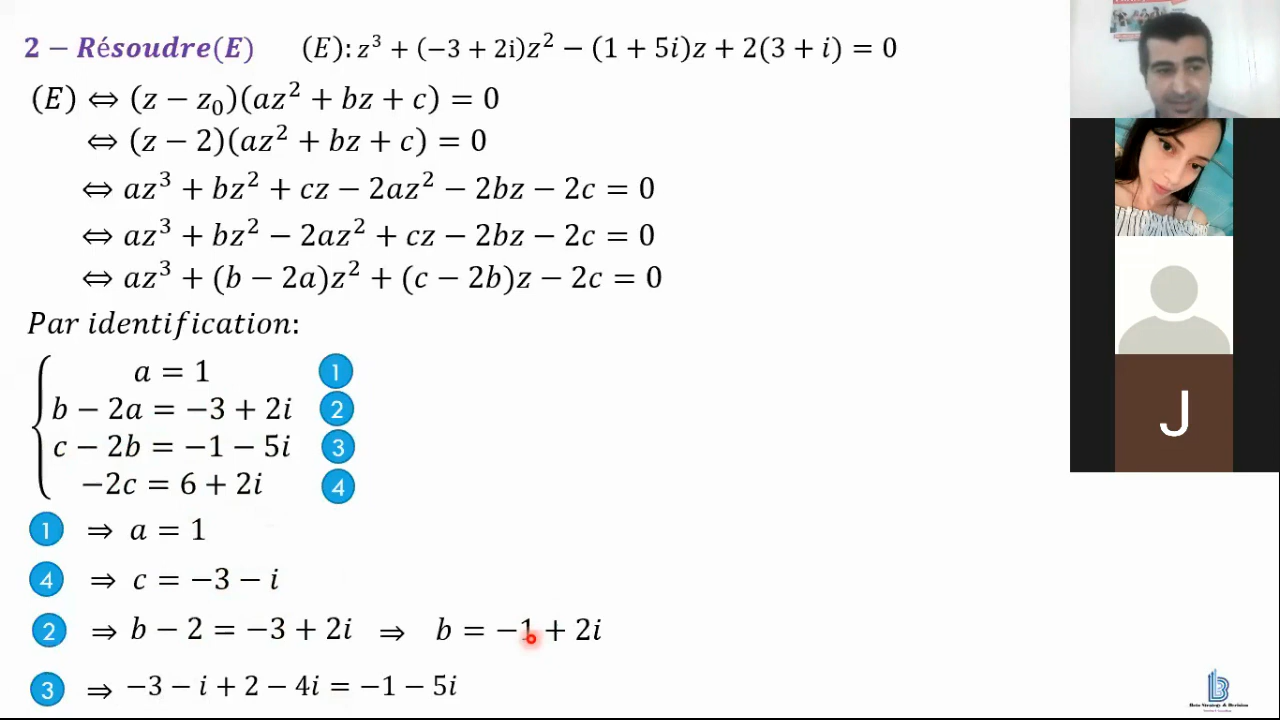 2 − Résoudre(E) (E): z³ + (−3 + 2i)z² − (1 + 5i)z + 2(3 + i) = 0
(E) ⇔ (z − z₀)(az² + bz + c) = 0
⇔ (z − 2)(az² + bz + c) = 0
⇔ az³ + bz² + cz − 2az² − 2bz − 2c = 0
⇔ az³ + bz² − 2az² + cz − 2bz − 2c = 0
⇔ az³ + (b − 2a)z² + (c − 2b)z − 2c = 0
Par identification:
a = 1 1
b − 2a = −3 + 2i 2
c − 2b = −1 − 5i 3
−2c = 6 + 2i 4
1 ⇒ a = 1
4 ⇒ c = −3 − i
2 ⇒ b − 2 = −3 + 2i ⇒ b = −1 + 2i
3 ⇒ −3 − i + 2 − 4i = −1 − 5i
J